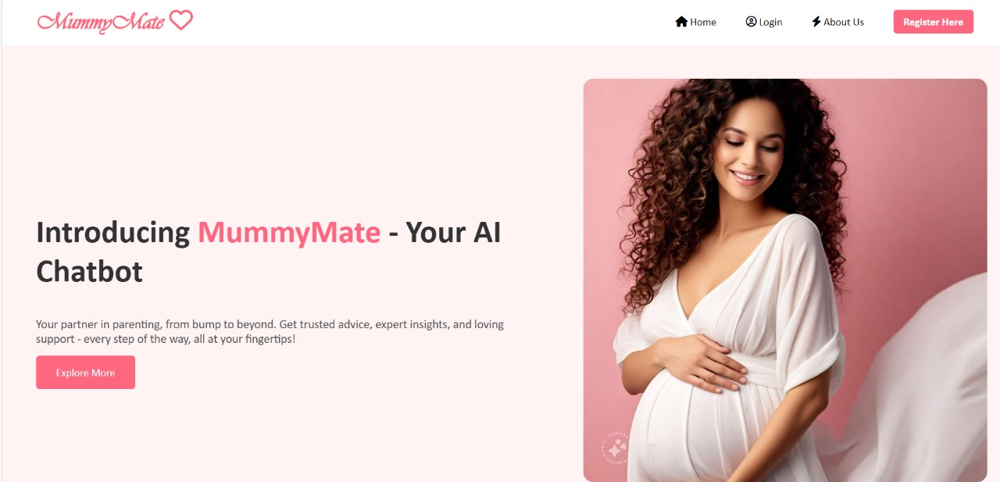 MummyMate
Home
Login
About Us
Register Here
Introducing MummyMate - Your AI
Chatbot
Your partner in parenting, from bump to beyond. Get trusted advice, expert insights, and loving
support - every step of the way, all at your fingertips!
Explore More